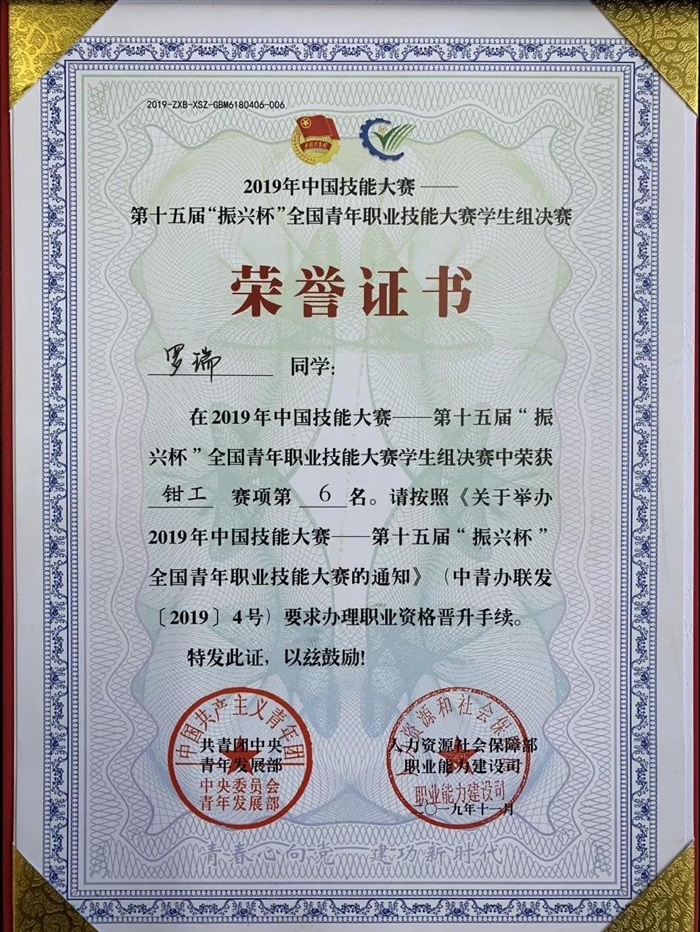 2019-ZXB-XSZ-GBM6180406-006
2019年中国技能大赛 ——
第十五届“振兴杯”全国青年职业技能大赛学生组决赛
荣誉证书
罗瑞 同学：
在2019年中国技能大赛——第十五届“振
兴杯”全国青年职业技能大赛学生组决赛中荣获
钳工 赛项第 6 名。请按照《关于举办
2019年中国技能大赛——第十五届“振兴杯”
全国青年职业技能大赛的通知》（中青办联发
〔2019〕4号）要求办理职业资格晋升手续。
特发此证，以兹鼓励！
中国共产主义青年团
共青团中央
青年发展部
中央委员会
青年发展部
人力资源和社会保障部
人力资源社会保障部
职业能力建设司
职业能力建设司
二〇一九年十一月
青春心向党 建功新时代